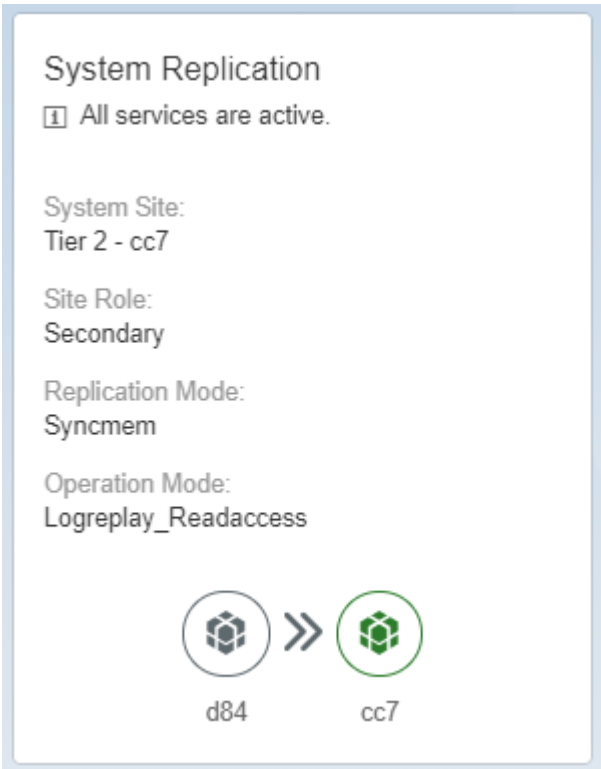 System Replication
i All services are active.
System Site:
Tier 2 - cc7
Site Role:
Secondary
Replication Mode:
Syncmem
Operation Mode:
Logreplay_Readaccess
d84 cc7